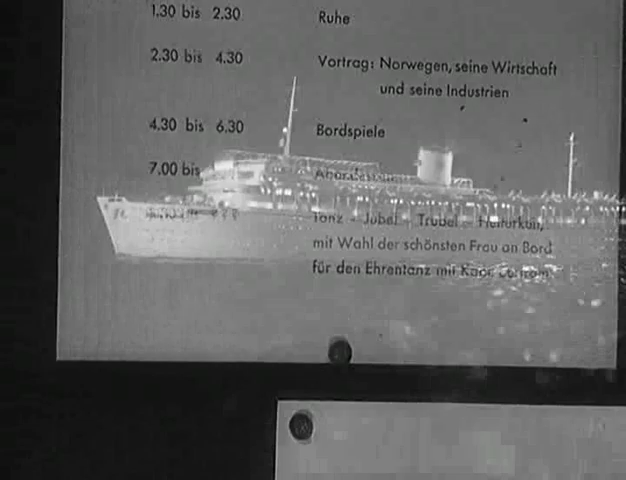 1.30 bis 2.30 Ruhe
2.30 bis 4.30 Vortrag: Norwegen, seine Wirtschaft
und seine Industrien
4.30 bis 6.30 Bordspiele
7.00 bis
Tanz - Jubel - Trubel - Heiterkeit,
mit Wahl der schönsten Frau an Bord
für den Ehrentanz mit